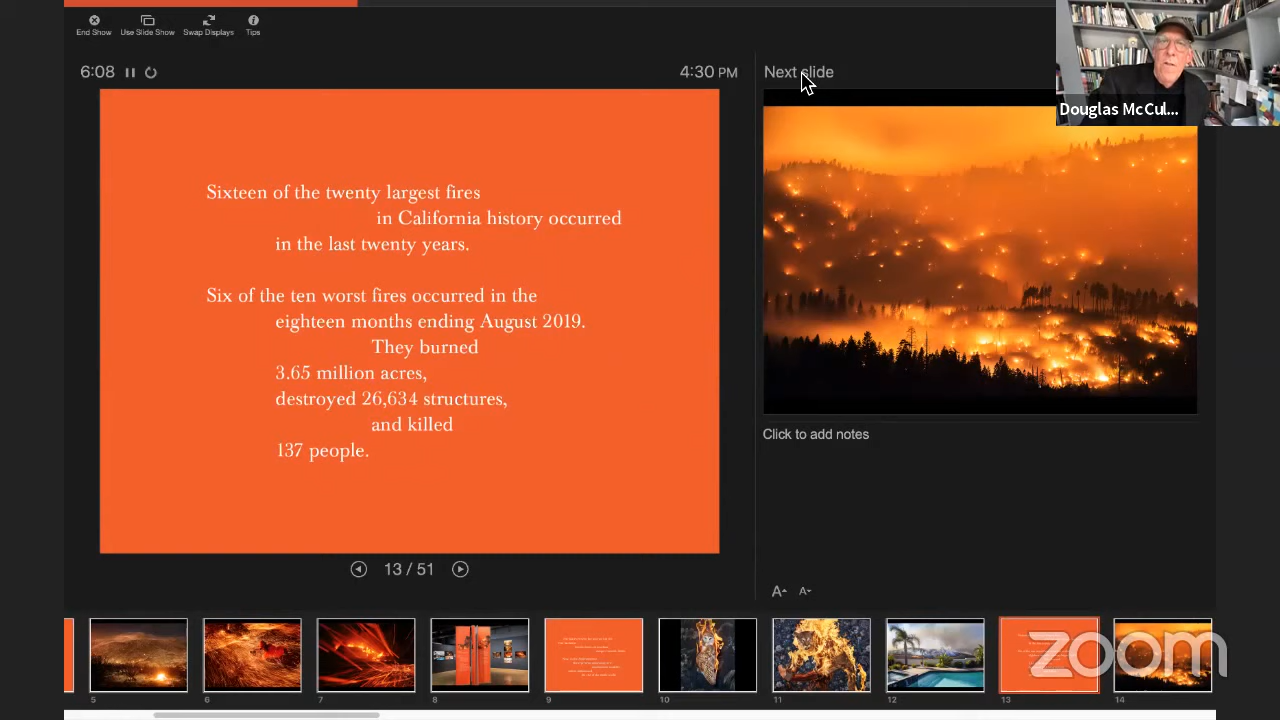 End Show
Use Slide Show
Swap Displays
Tips
6:08
4:30 PM
Next slide
Douglas McCul...
Sixteen of the twenty largest fires
in California history occurred
in the last twenty years.
Six of the ten worst fires occurred in the
eighteen months ending August 2019.
They burned
3.65 million acres,
destroyed 26,634 structures,
and killed
137 people.
Click to add notes
13 / 51
A A
5
6
7
8
9
10
11
12
13
14
zoom